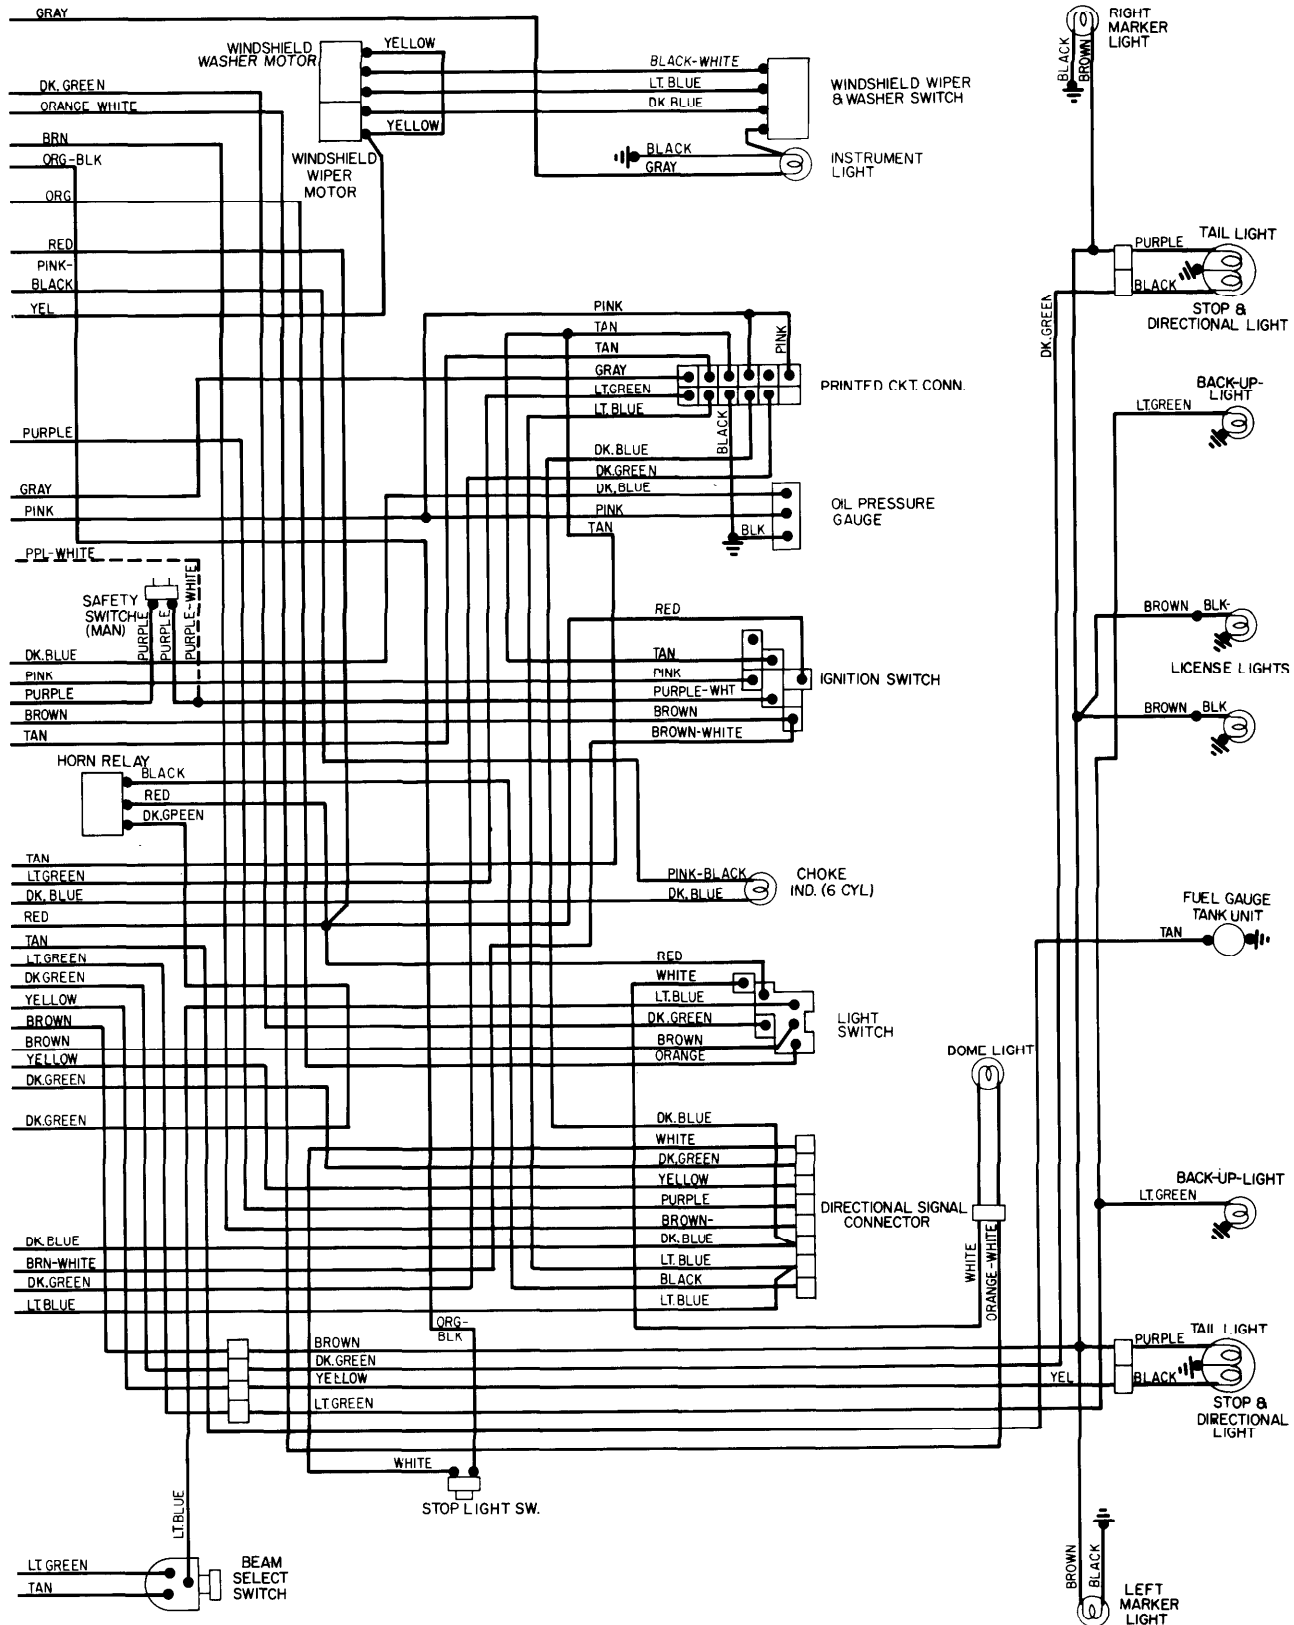 GRAY
DK. GREEN
ORANGE WHITE
BRN
ORG-BLK
ORG
RED
PINK-
BLACK
YEL
PURPLE
GRAY
PINK
PPL-WHITE
SAFETY
SWITCH
(MAN)
PURPLE
PURPLE
PURPLE-WHITE
DK.BLUE
PINK
PURPLE
BROWN
TAN
HORN RELAY
BLACK
RED
DK.GREEN
TAN
LT.GREEN
DK. BLUE
RED
TAN
LT.GREEN
DK GREEN
YELLOW
BROWN
BROWN
YELLOW
DK.GREEN
DK.GREEN
DK.BLUE
BRN-WHITE
DK.GREEN
LT.BLUE
LT.BLUE
LT GREEN
TAN
BEAM
SELECT
SWITCH
WINDSHIELD
WASHER MOTOR
YELLOW
YELLOW
WINDSHIELD
WIPER
MOTOR
BLACK-WHITE
LT. BLUE
DK BLUE
WINDSHIELD WIPER
& WASHER SWITCH
BLACK
GRAY
INSTRUMENT
LIGHT
PINK
TAN
PINK
TAN
GRAY
LT.GREEN
LT. BLUE
PRINTED CKT. CONN.
BLACK
DK. BLUE
DK.GREEN
DK. BLUE
PINK
TAN
BLK
OIL PRESSURE
GAUGE
RED
TAN
PINK
PURPLE-WHT
BROWN
BROWN-WHITE
IGNITION SWITCH
PINK-BLACK
DK. BLUE
CHOKE
IND. (6 CYL)
RED
WHITE
LT.BLUE
DK.GREEN
BROWN
ORANGE
LIGHT
SWITCH
DOME LIGHT
DK.BLUE
WHITE
DK.GREEN
YELLOW
PURPLE
BROWN-
DK. BLUE
LT. BLUE
BLACK
LT. BLUE
DIRECTIONAL SIGNAL
CONNECTOR
WHITE
ORANGE-WHITE
ORG-
BLK
BROWN
DK.GREEN
YELLOW
LT.GREEN
WHITE
STOP LIGHT SW.
RIGHT
MARKER
LIGHT
BLACK
BROWN
TAIL LIGHT
PURPLE
BLACK
STOP &
DIRECTIONAL LIGHT
DK.GREEN
BACK-UP-
LIGHT
LT.GREEN
BROWN
BLK-
LICENSE LIGHTS
BROWN
BLK
FUEL GAUGE
TANK UNIT
TAN
BACK-UP-LIGHT
LT.GREEN
TAIL LIGHT
PURPLE
YEL
BLACK
STOP &
DIRECTIONAL
LIGHT
BROWN
BLACK
LEFT
MARKER
LIGHT